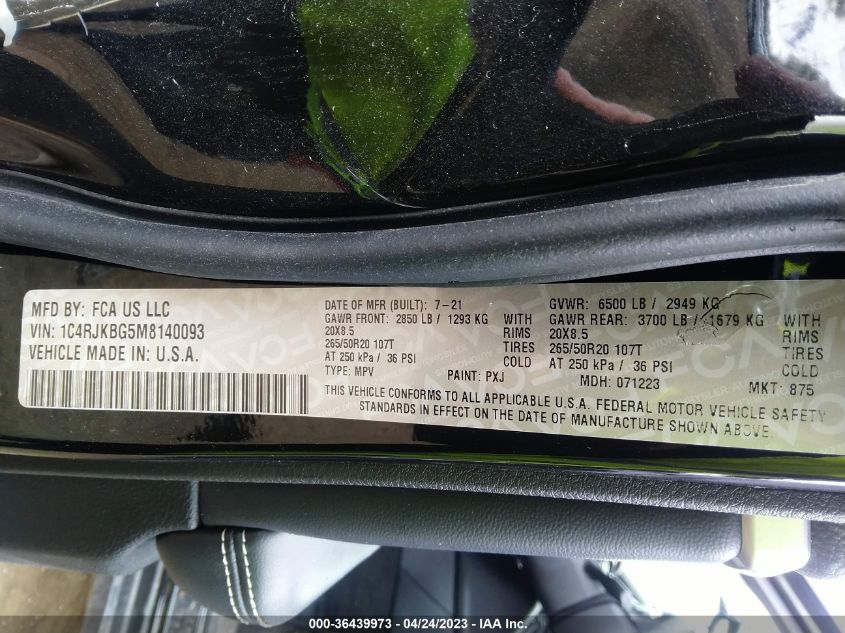 MFD BY: FCA US LLC
VIN: 1C4RJKBG5M8140093
VEHICLE MADE IN: U.S.A.
DATE OF MFR (BUILT): 7-21
GAWR FRONT: 2850 LB / 1293 KG WITH
20X8.5 RIMS
265/50R20 107T TIRES
AT 250 kPa / 36 PSI COLD
TYPE: MPV PAINT: PXJ
GVWR: 6500 LB / 2949 KG
GAWR REAR: 3700 LB / 1679 KG WITH
20X8.5 RIMS
265/50R20 107T TIRES
AT 250 kPa / 36 PSI COLD
MDH: 071223 MKT: 875
THIS VEHICLE CONFORMS TO ALL APPLICABLE U.S.A. FEDERAL MOTOR VEHICLE SAFETY
STANDARDS IN EFFECT ON THE DATE OF MANUFACTURE SHOWN ABOVE.
000-36439973 - 04/24/2023 - IAA Inc.